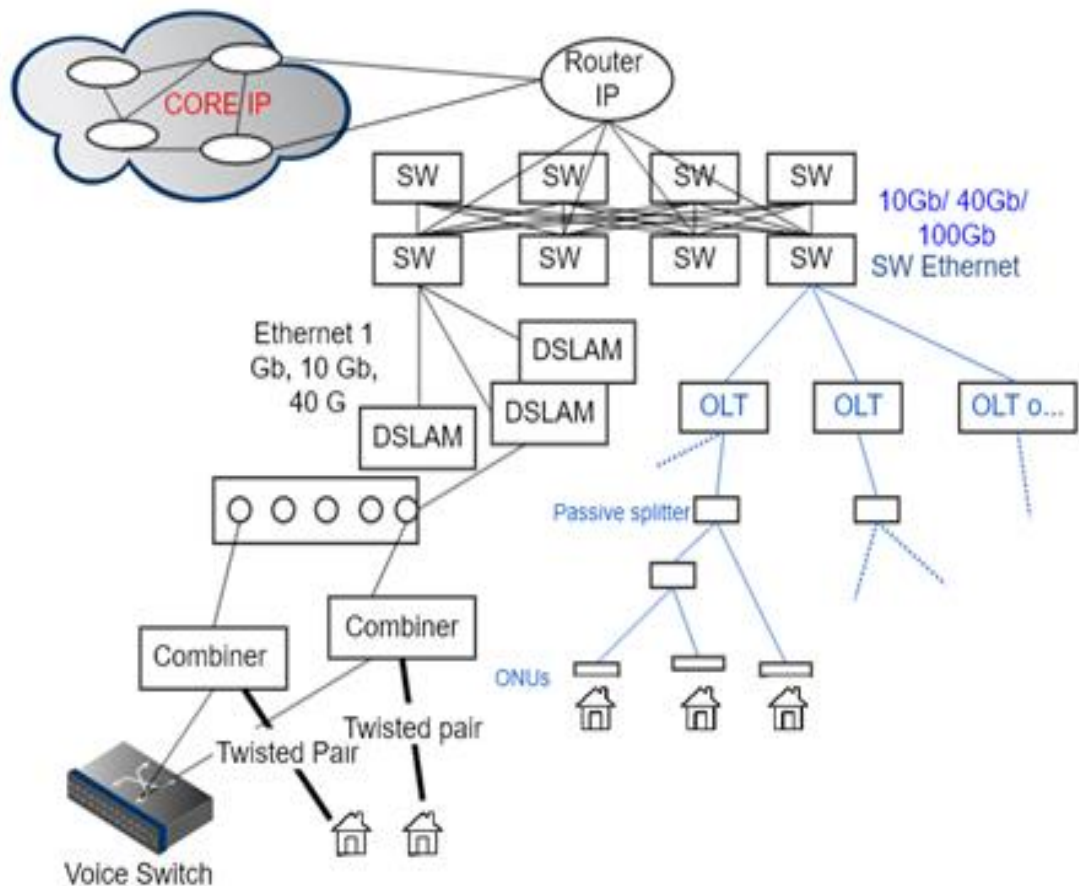 Router
IP
CORE IP
SW
SW
SW
SW
10Gb/ 40Gb/
100Gb
SW Ethernet
SW
SW
SW
SW
Ethernet 1
Gb, 10 Gb,
40 G
DSLAM
DSLAM
DSLAM
OLT
OLT
OLT o...
Passive splitter
Combiner
Combiner
ONUs
Twisted pair
Twisted Pair
Voice Switch